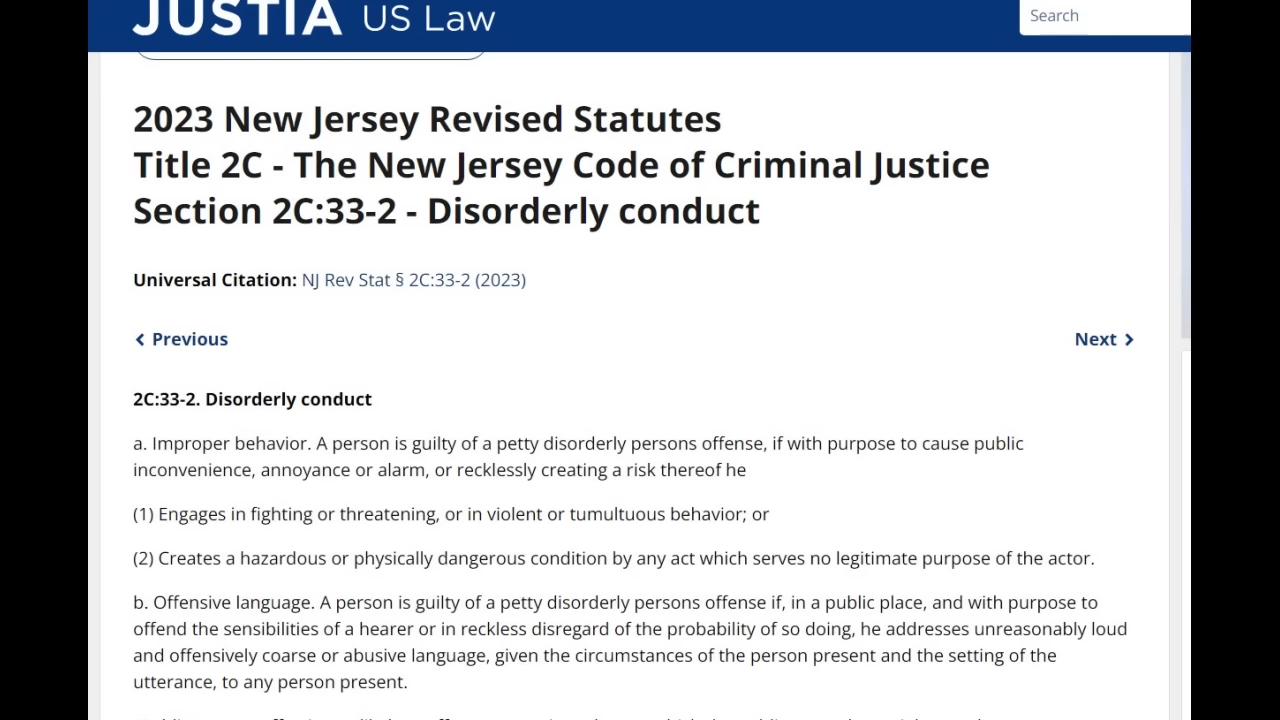 JUSTIA US Law
Search
2023 New Jersey Revised Statutes
Title 2C - The New Jersey Code of Criminal Justice
Section 2C:33-2 - Disorderly conduct
Universal Citation: NJ Rev Stat § 2C:33-2 (2023)
Previous
Next
2C:33-2. Disorderly conduct
a. Improper behavior. A person is guilty of a petty disorderly persons offense, if with purpose to cause public
inconvenience, annoyance or alarm, or recklessly creating a risk thereof he
(1) Engages in fighting or threatening, or in violent or tumultuous behavior; or
(2) Creates a hazardous or physically dangerous condition by any act which serves no legitimate purpose of the actor.
b. Offensive language. A person is guilty of a petty disorderly persons offense if, in a public place, and with purpose to
offend the sensibilities of a hearer or in reckless disregard of the probability of so doing, he addresses unreasonably loud
and offensively coarse or abusive language, given the circumstances of the person present and the setting of the
utterance, to any person present.